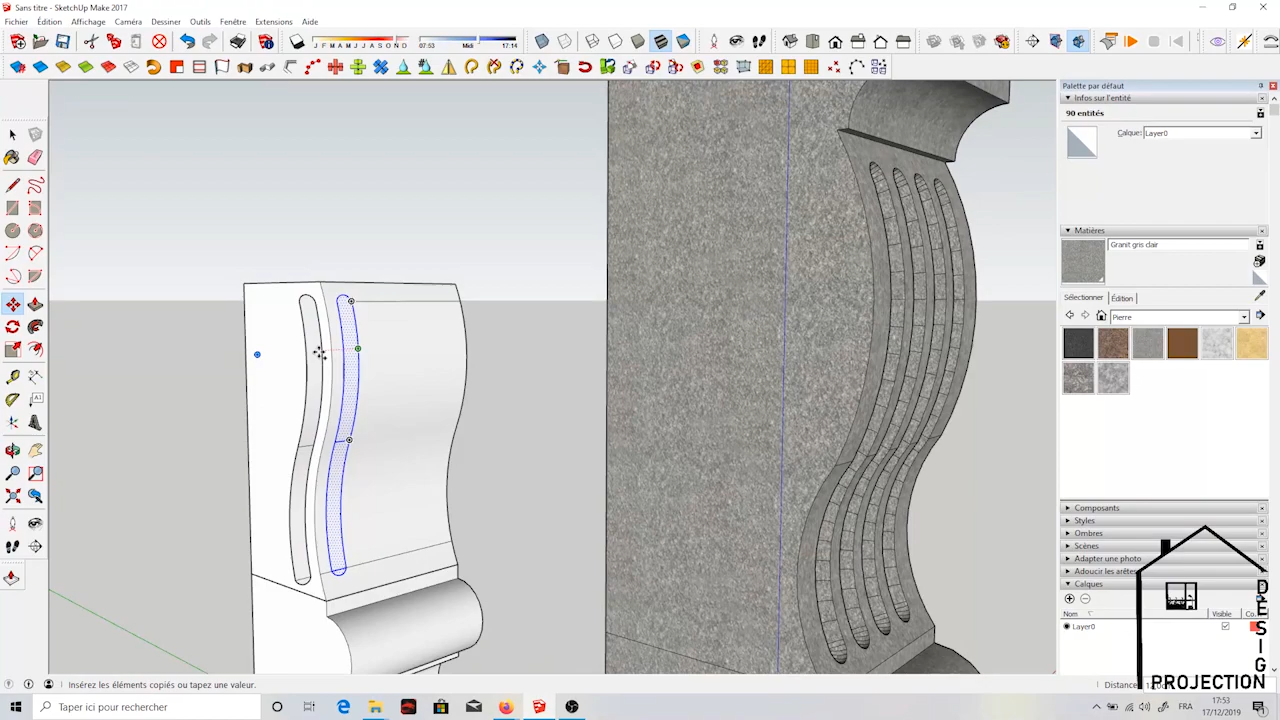 Sans titre - SketchUp Make 2017
Fichier Édition Affichage Caméra Dessiner Outils Fenêtre Extensions Aide
J F M A M J J A S O N D 07:53 Midi 17:14
Palette par défaut
Infos sur l'entité
90 entités
Calque: Layer0
Matières
Granit gris clair
Sélectionner Édition
Pierre
Composants
Styles
Ombres
Scènes
Adapter une photo
Adoucir les arête
Calques
Nom Visible Co
Layer0
DESIG
PROJECTION
Insérez les éléments copiés ou tapez une valeur.
Distance
Taper ici pour rechercher
FRA
17:53
17/12/2019